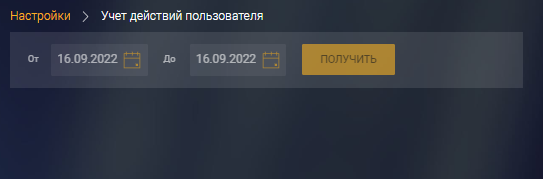 Настройки > Учет действий пользователя
От 16.09.2022 До 16.09.2022 ПОЛУЧИТЬ